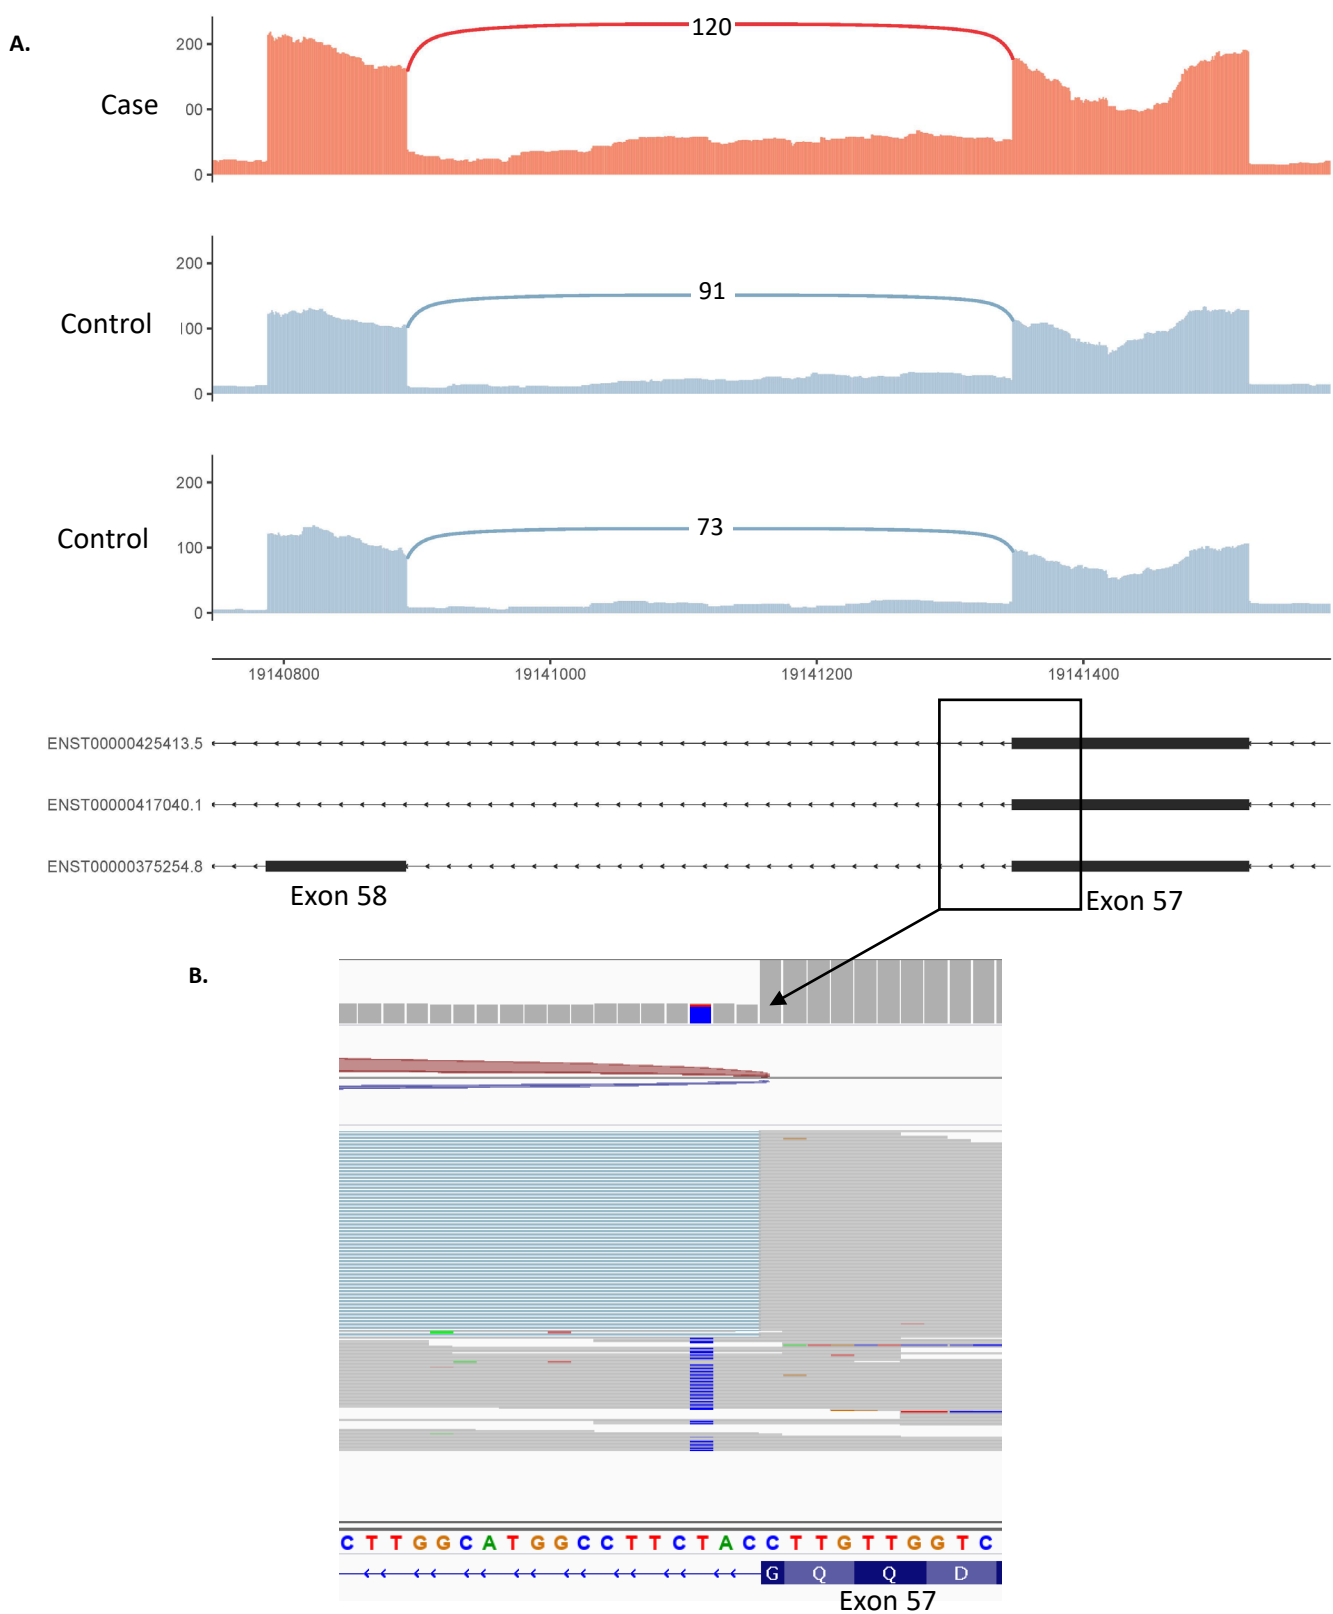 A.
120
200
Case
00
0
91
200
Control
100
0
73
200
Control
100
0
19140800 19141000 19141200 19141400
ENST00000425413.5
ENST00000417040.1
ENST00000375254.8
Exon 58 Exon 57
B.
C T T G G C A T G G C C T T C T A C C T T G T T G G T C
G Q Q D
Exon 57